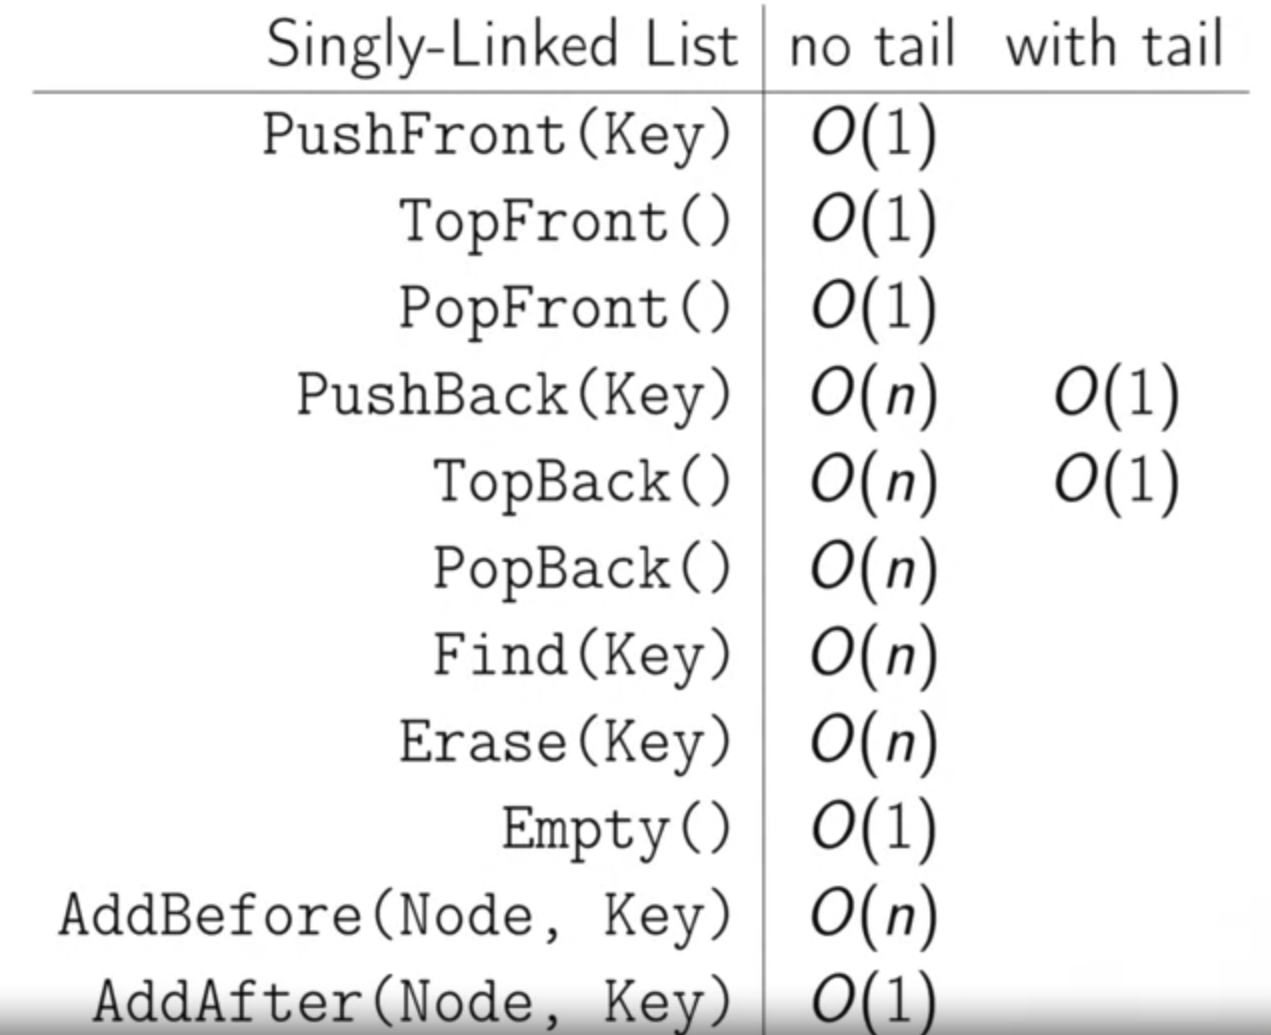 Singly-Linked List no tail with tail
PushFront(Key) O(1)
TopFront() O(1)
PopFront() O(1)
PushBack(Key) O(n) O(1)
TopBack() O(n) O(1)
PopBack() O(n)
Find(Key) O(n)
Erase(Key) O(n)
Empty() O(1)
AddBefore(Node, Key) O(n)
AddAfter(Node, Key) O(1)